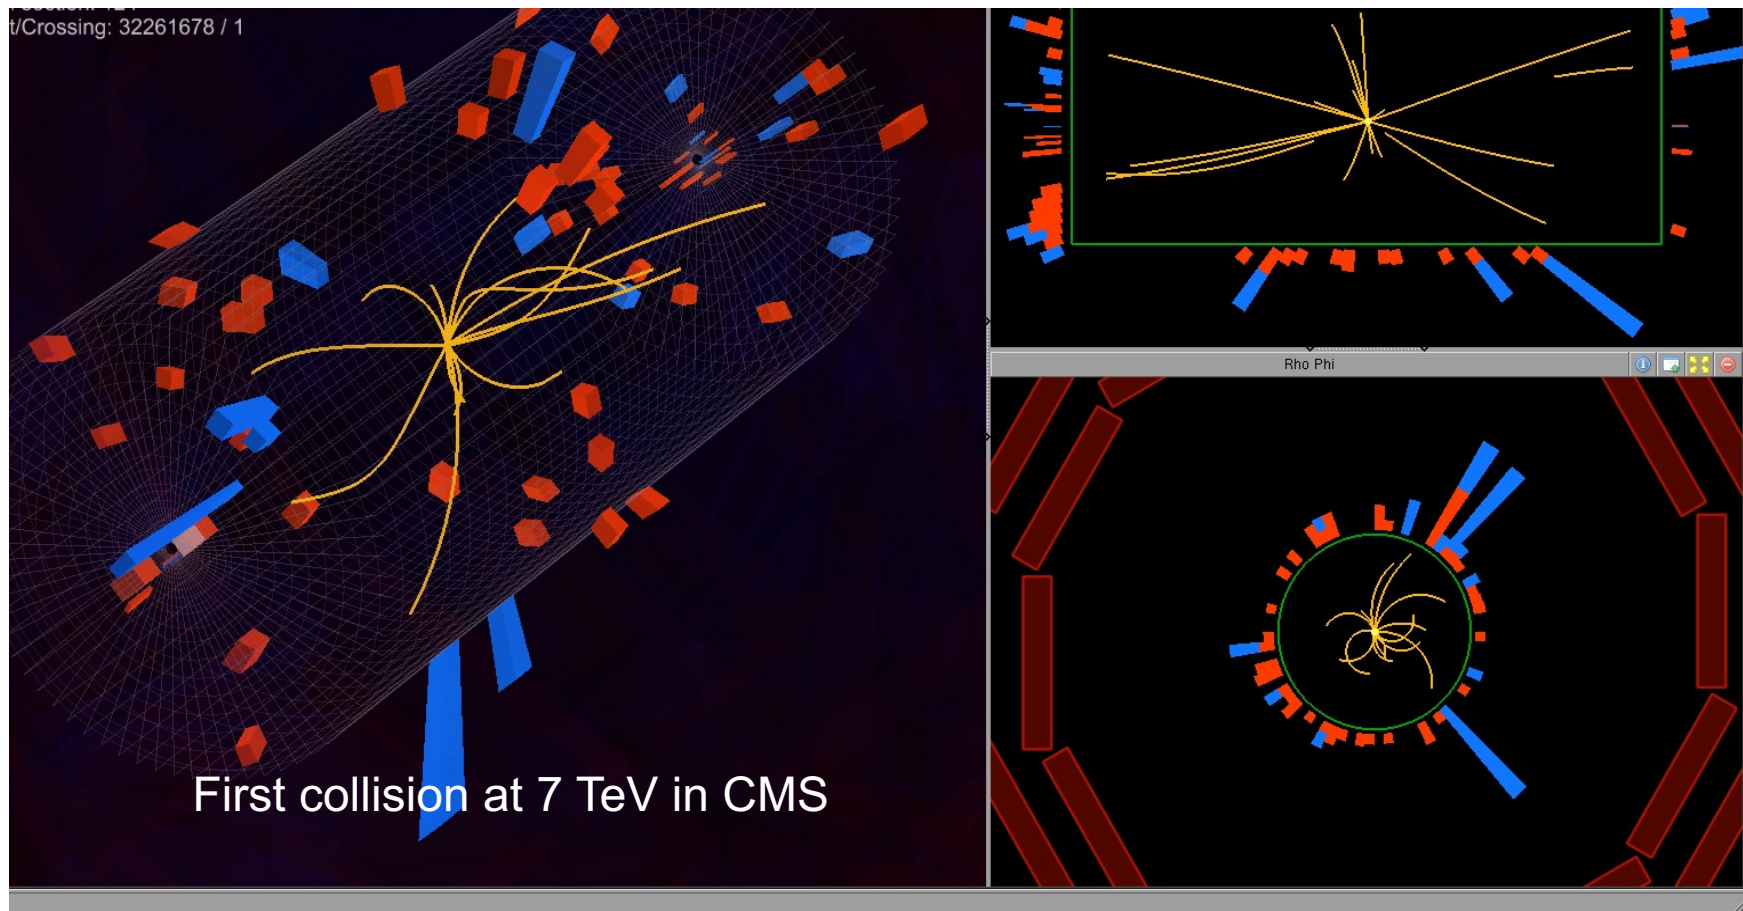 t/Crossing: 32261678 / 1
Rho Phi
First collision at 7 TeV in CMS